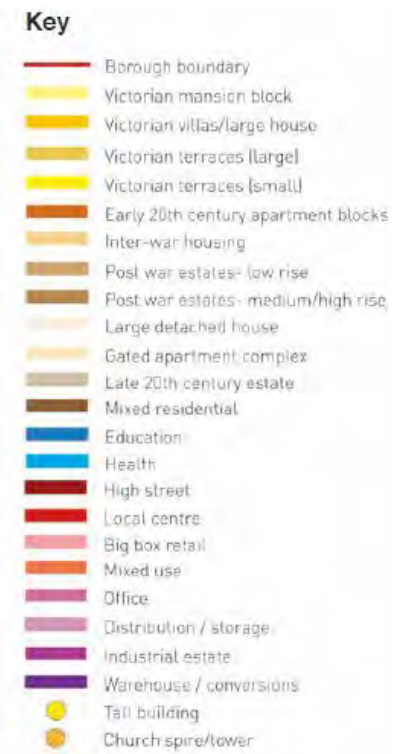 Key
Borough boundary
Victorian mansion block
Victorian villas/large house
Victorian terraces (large)
Victorian terraces (small)
Early 20th century apartment blocks
Inter-war housing
Post war estates- low rise
Post war estates- medium/high rise
Large detached house
Gated apartment complex
Late 20th century estate
Mixed residential
Education
Health
High street
Local centre
Big box retail
Mixed use
Office
Distribution / storage
Industrial estate
Warehouse / conversions
Tall building
Church spire/tower